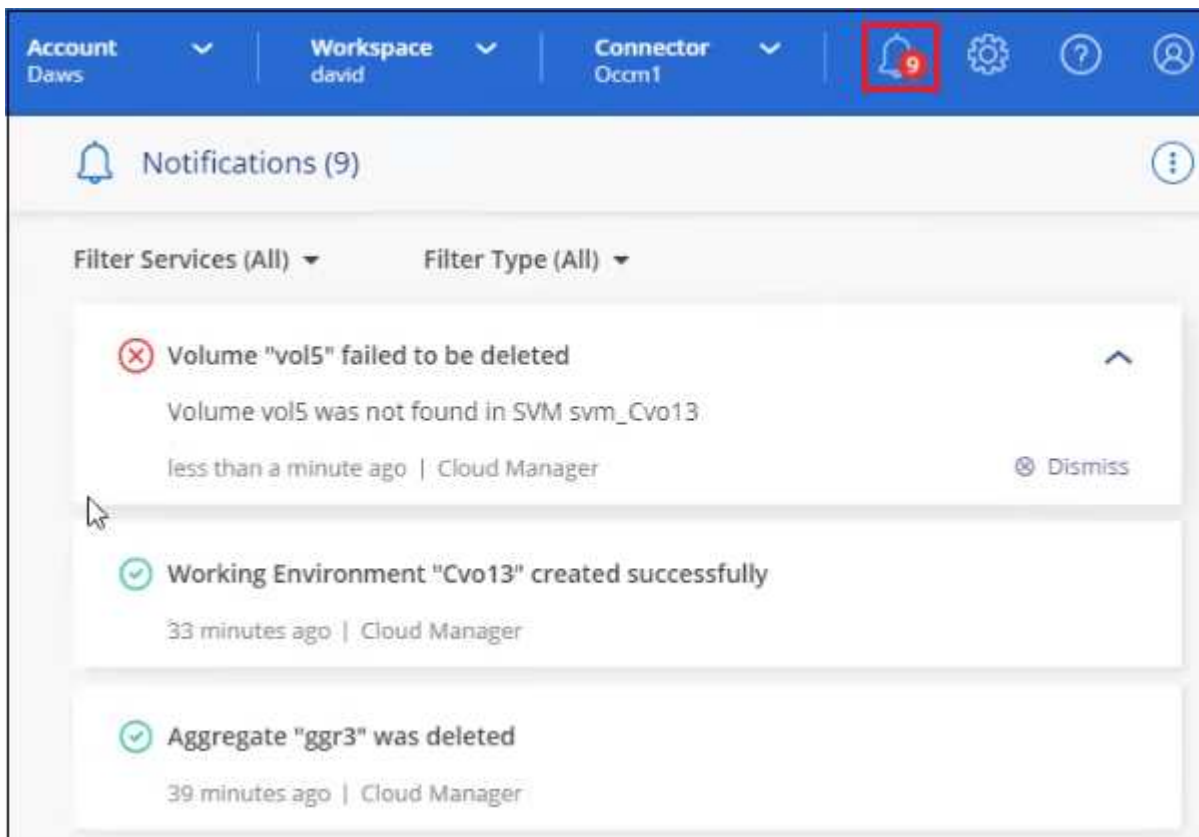 Account Workspace Connector
Daws david Occm1 9
Notifications (9)
Filter Services (All) Filter Type (All)
Volume "vol5" failed to be deleted
Volume vol5 was not found in SVM svm_Cvo13
less than a minute ago | Cloud Manager Dismiss
Working Environment "Cvo13" created successfully
33 minutes ago | Cloud Manager
Aggregate "ggr3" was deleted
39 minutes ago | Cloud Manager